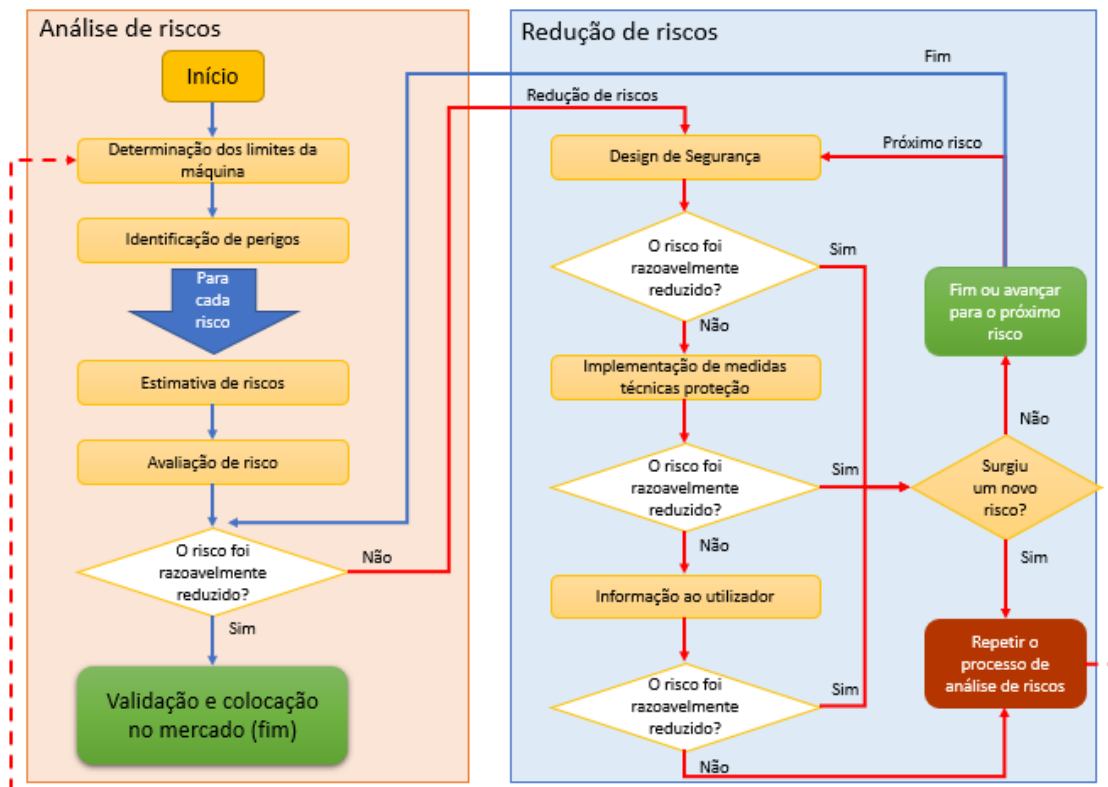 Análise de riscos
Início
Determinação dos limites da
máquina
Identificação de perigos
Para
cada
risco
Estimativa de riscos
Avaliação de risco
O risco foi
razoavelmente
reduzido?
Não
Sim
Validação e colocação
no mercado (fim)
Redução de riscos
Fim
Redução de riscos
Design de Segurança
Próximo risco
O risco foi
razoavelmente
reduzido?
Sim
Não
Implementação de medidas
técnicas proteção
O risco foi
razoavelmente
reduzido?
Sim
Não
Informação ao utilizador
O risco foi
razoavelmente
reduzido?
Sim
Não
Fim ou avançar
para o próximo
risco
Não
Surgiu
um novo
risco?
Sim
Repetir o
processo de
análise de riscos